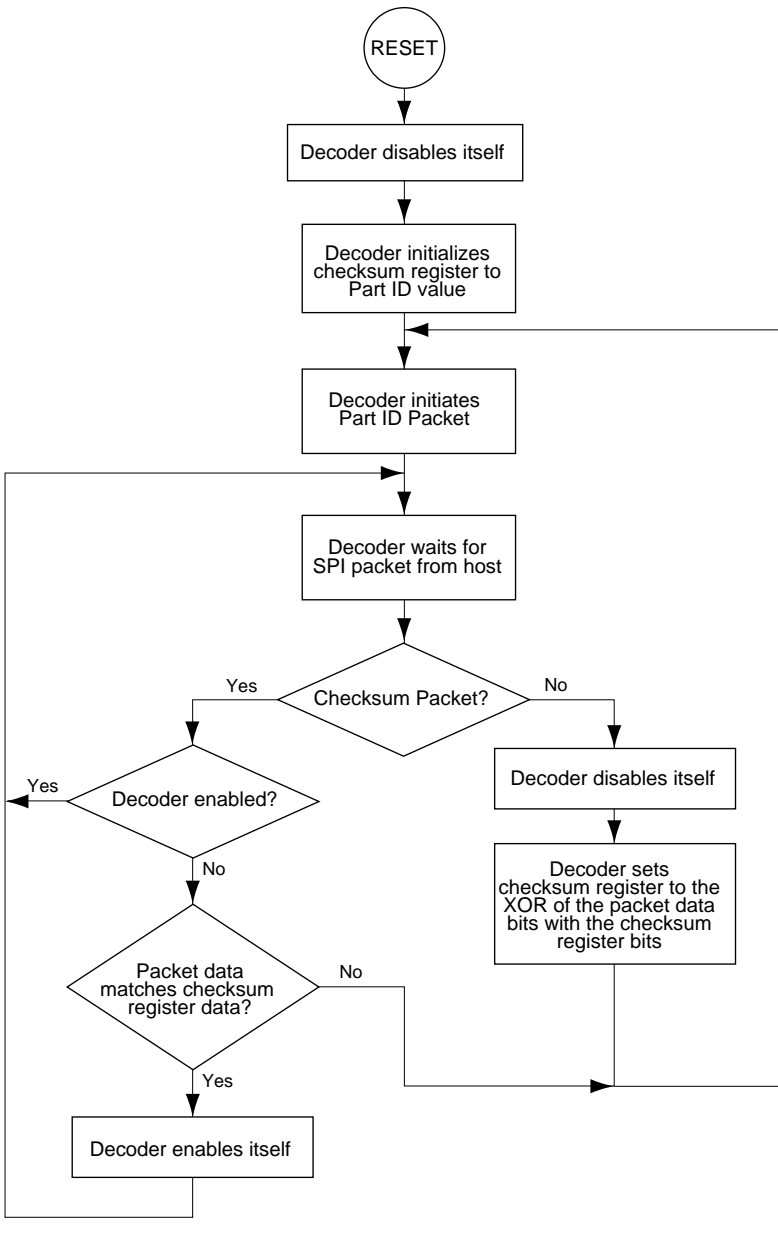 RESET
Decoder disables itself
Decoder initializes
checksum register to
Part ID value
Decoder initiates
Part ID Packet
Decoder waits for
SPI packet from host
Checksum Packet?
Yes
No
Decoder enabled?
Yes
No
Decoder disables itself
Decoder sets
checksum register to the
XOR of the packet data
bits with the checksum
register bits
Packet data
matches checksum
register data?
No
Yes
Decoder enables itself